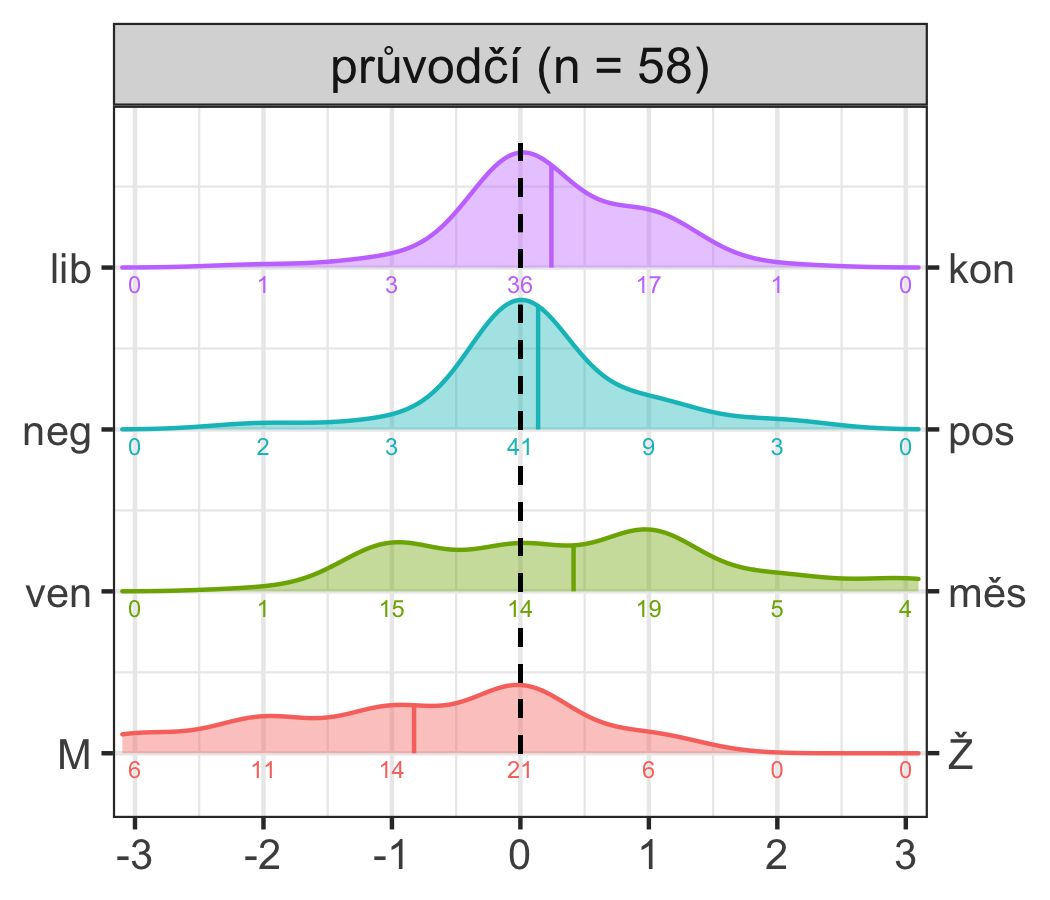 průvodčí (n = 58)
lib kon
0 1 3 36 17 1 0
neg pos
0 2 3 41 9 3 0
ven měs
0 1 15 14 19 5 4
M Ž
6 11 14 21 6 0 0
-3 -2 -1 0 1 2 3